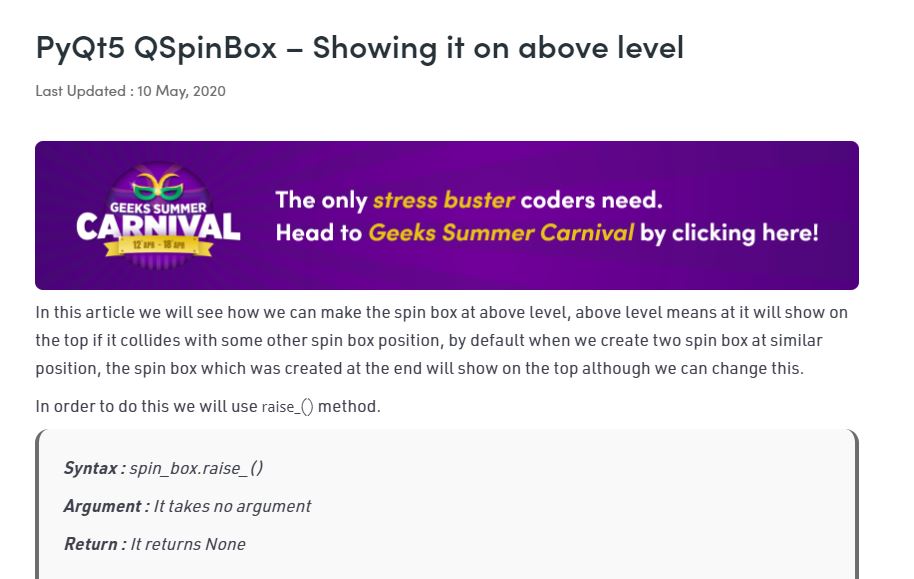 PyQt5 QSpinBox – Showing it on above level
Last Updated : 10 May, 2020
GEEKS SUMMER
CARNIVAL
12 APR - 18 APR
The only stress buster coders need.
Head to Geeks Summer Carnival by clicking here!
In this article we will see how we can make the spin box at above level, above level means at it will show on
the top if it collides with some other spin box position, by default when we create two spin box at similar
position, the spin box which was created at the end will show on the top although we can change this.
In order to do this we will use raise_() method.
Syntax : spin_box.raise_()
Argument : It takes no argument
Return : It returns None